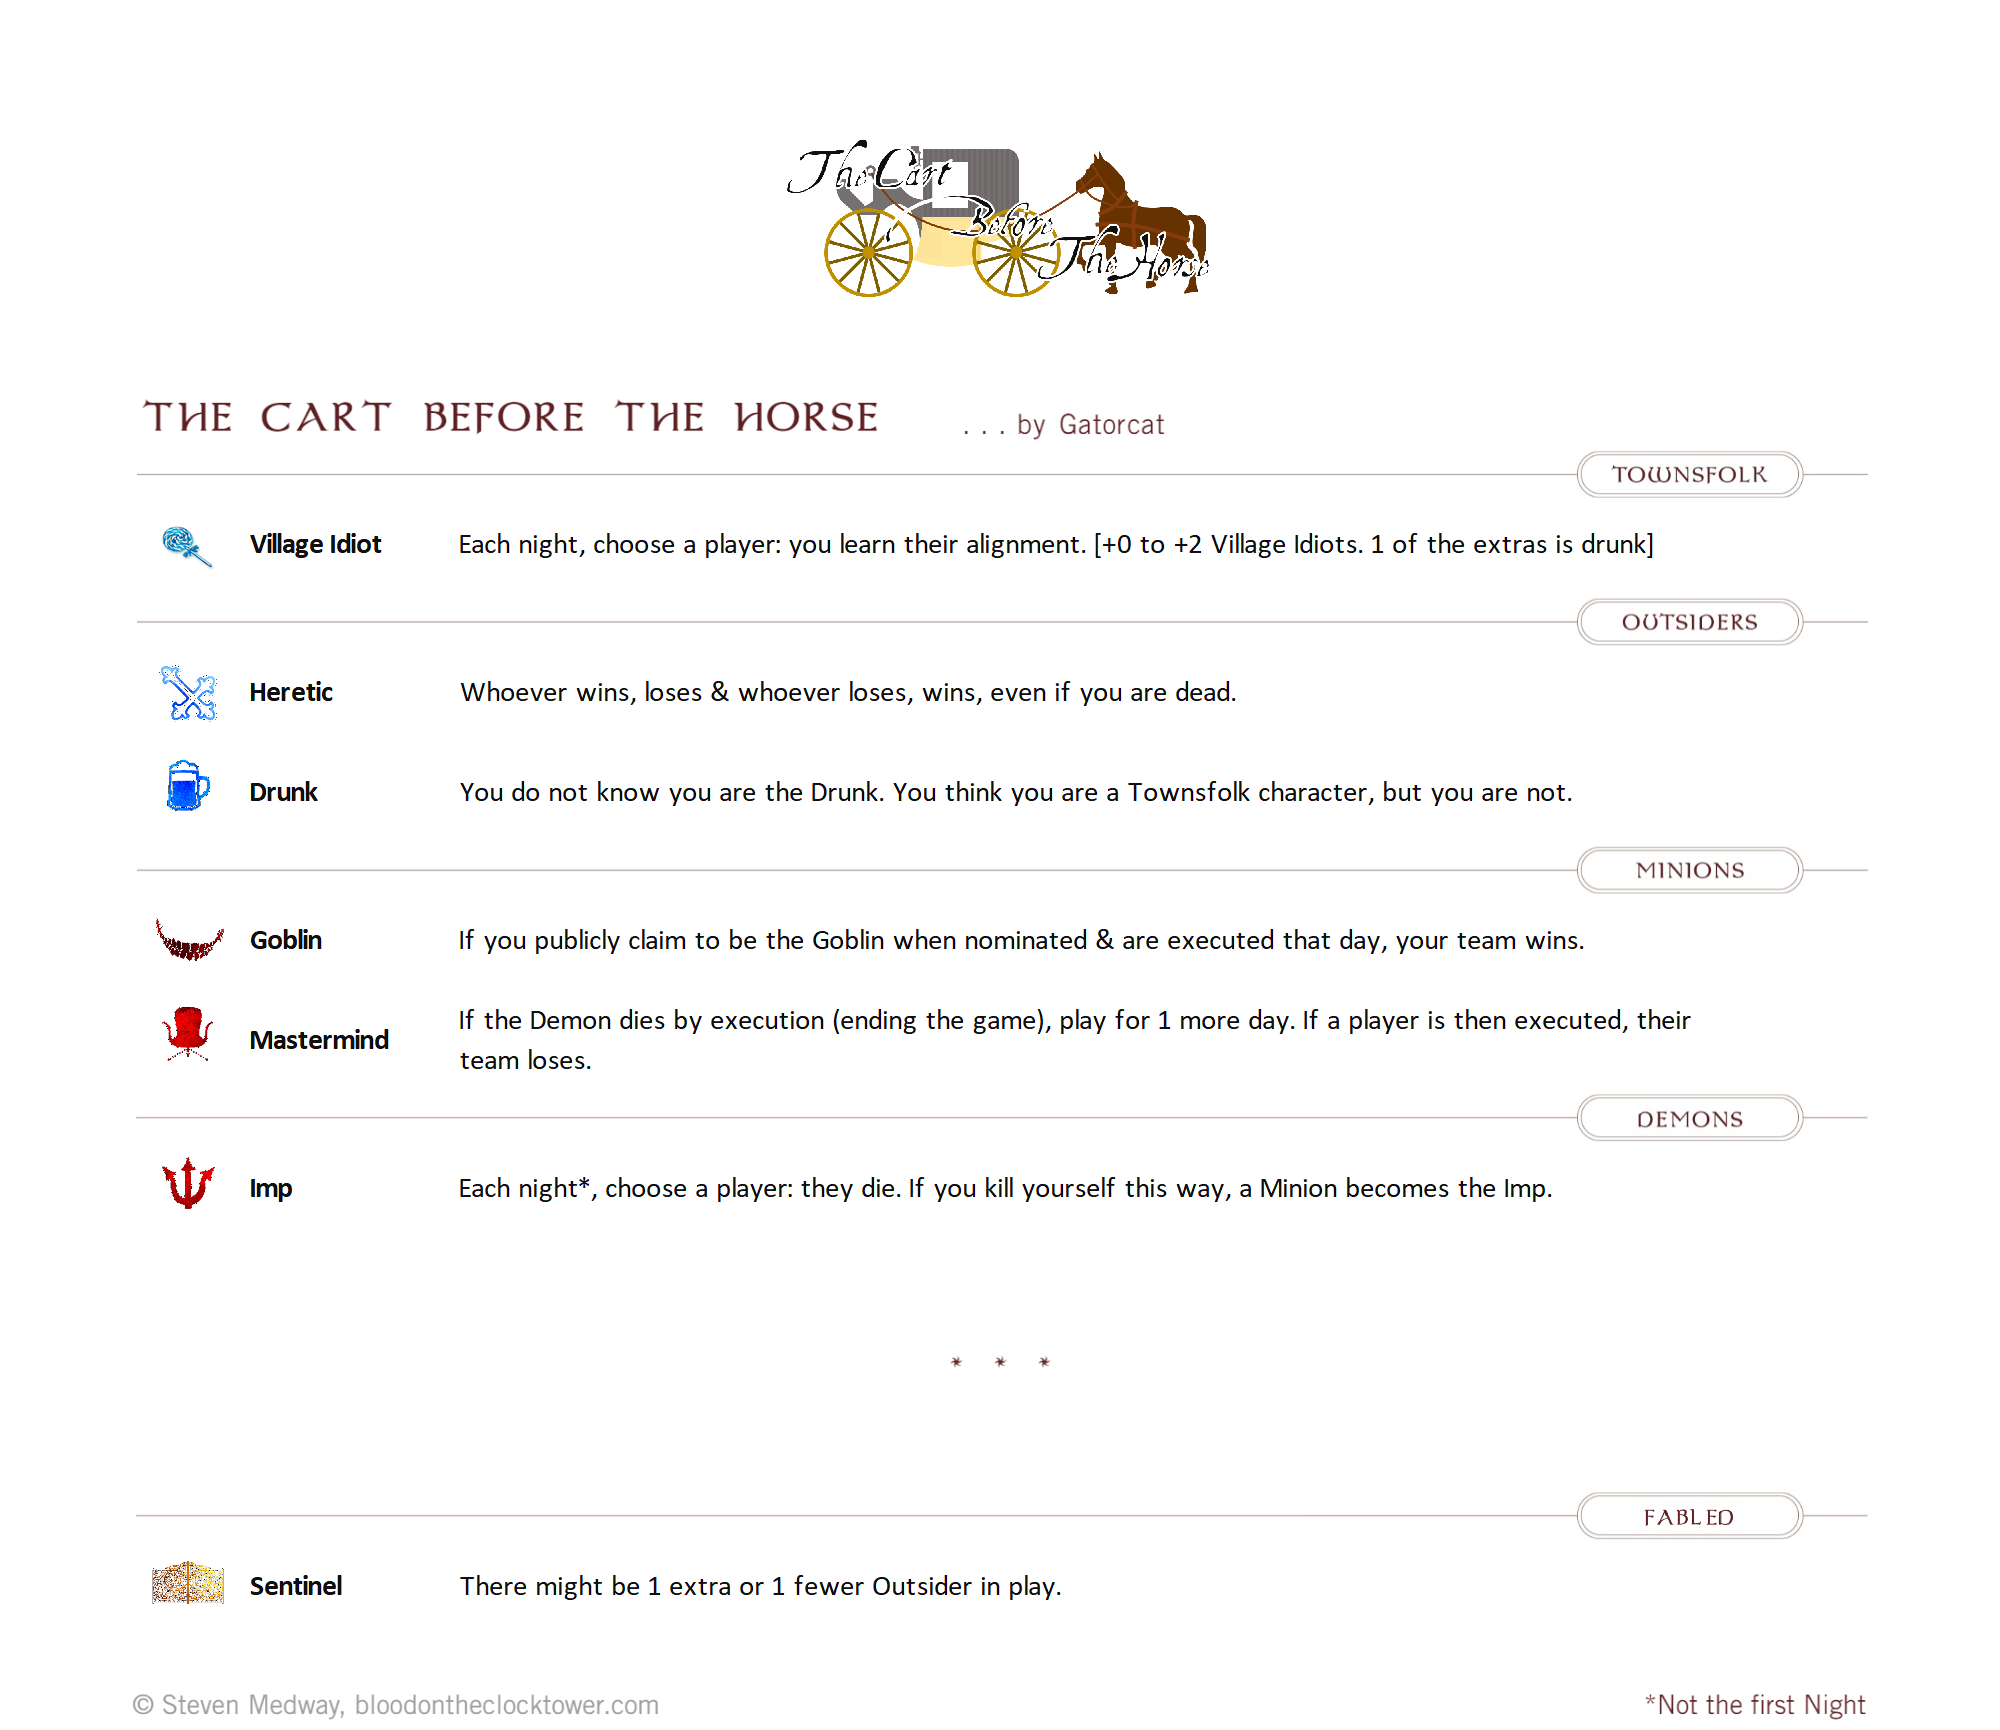 The Cart
Before
The Horse
THE CART BEFORE THE HORSE . . . by Gatorcat
TOWNSFOLK
Village Idiot Each night, choose a player: you learn their alignment. [+0 to +2 Village Idiots. 1 of the extras is drunk]
OUTSIDERS
Heretic Whoever wins, loses & whoever loses, wins, even if you are dead.
Drunk You do not know you are the Drunk. You think you are a Townsfolk character, but you are not.
MINIONS
Goblin If you publicly claim to be the Goblin when nominated & are executed that day, your team wins.
Mastermind If the Demon dies by execution (ending the game), play for 1 more day. If a player is then executed, their
team loses.
DEMONS
Imp Each night*, choose a player: they die. If you kill yourself this way, a Minion becomes the Imp.
* * *
FABLED
Sentinel There might be 1 extra or 1 fewer Outsider in play.
© Steven Medway, bloodontheclocktower.com *Not the first Night